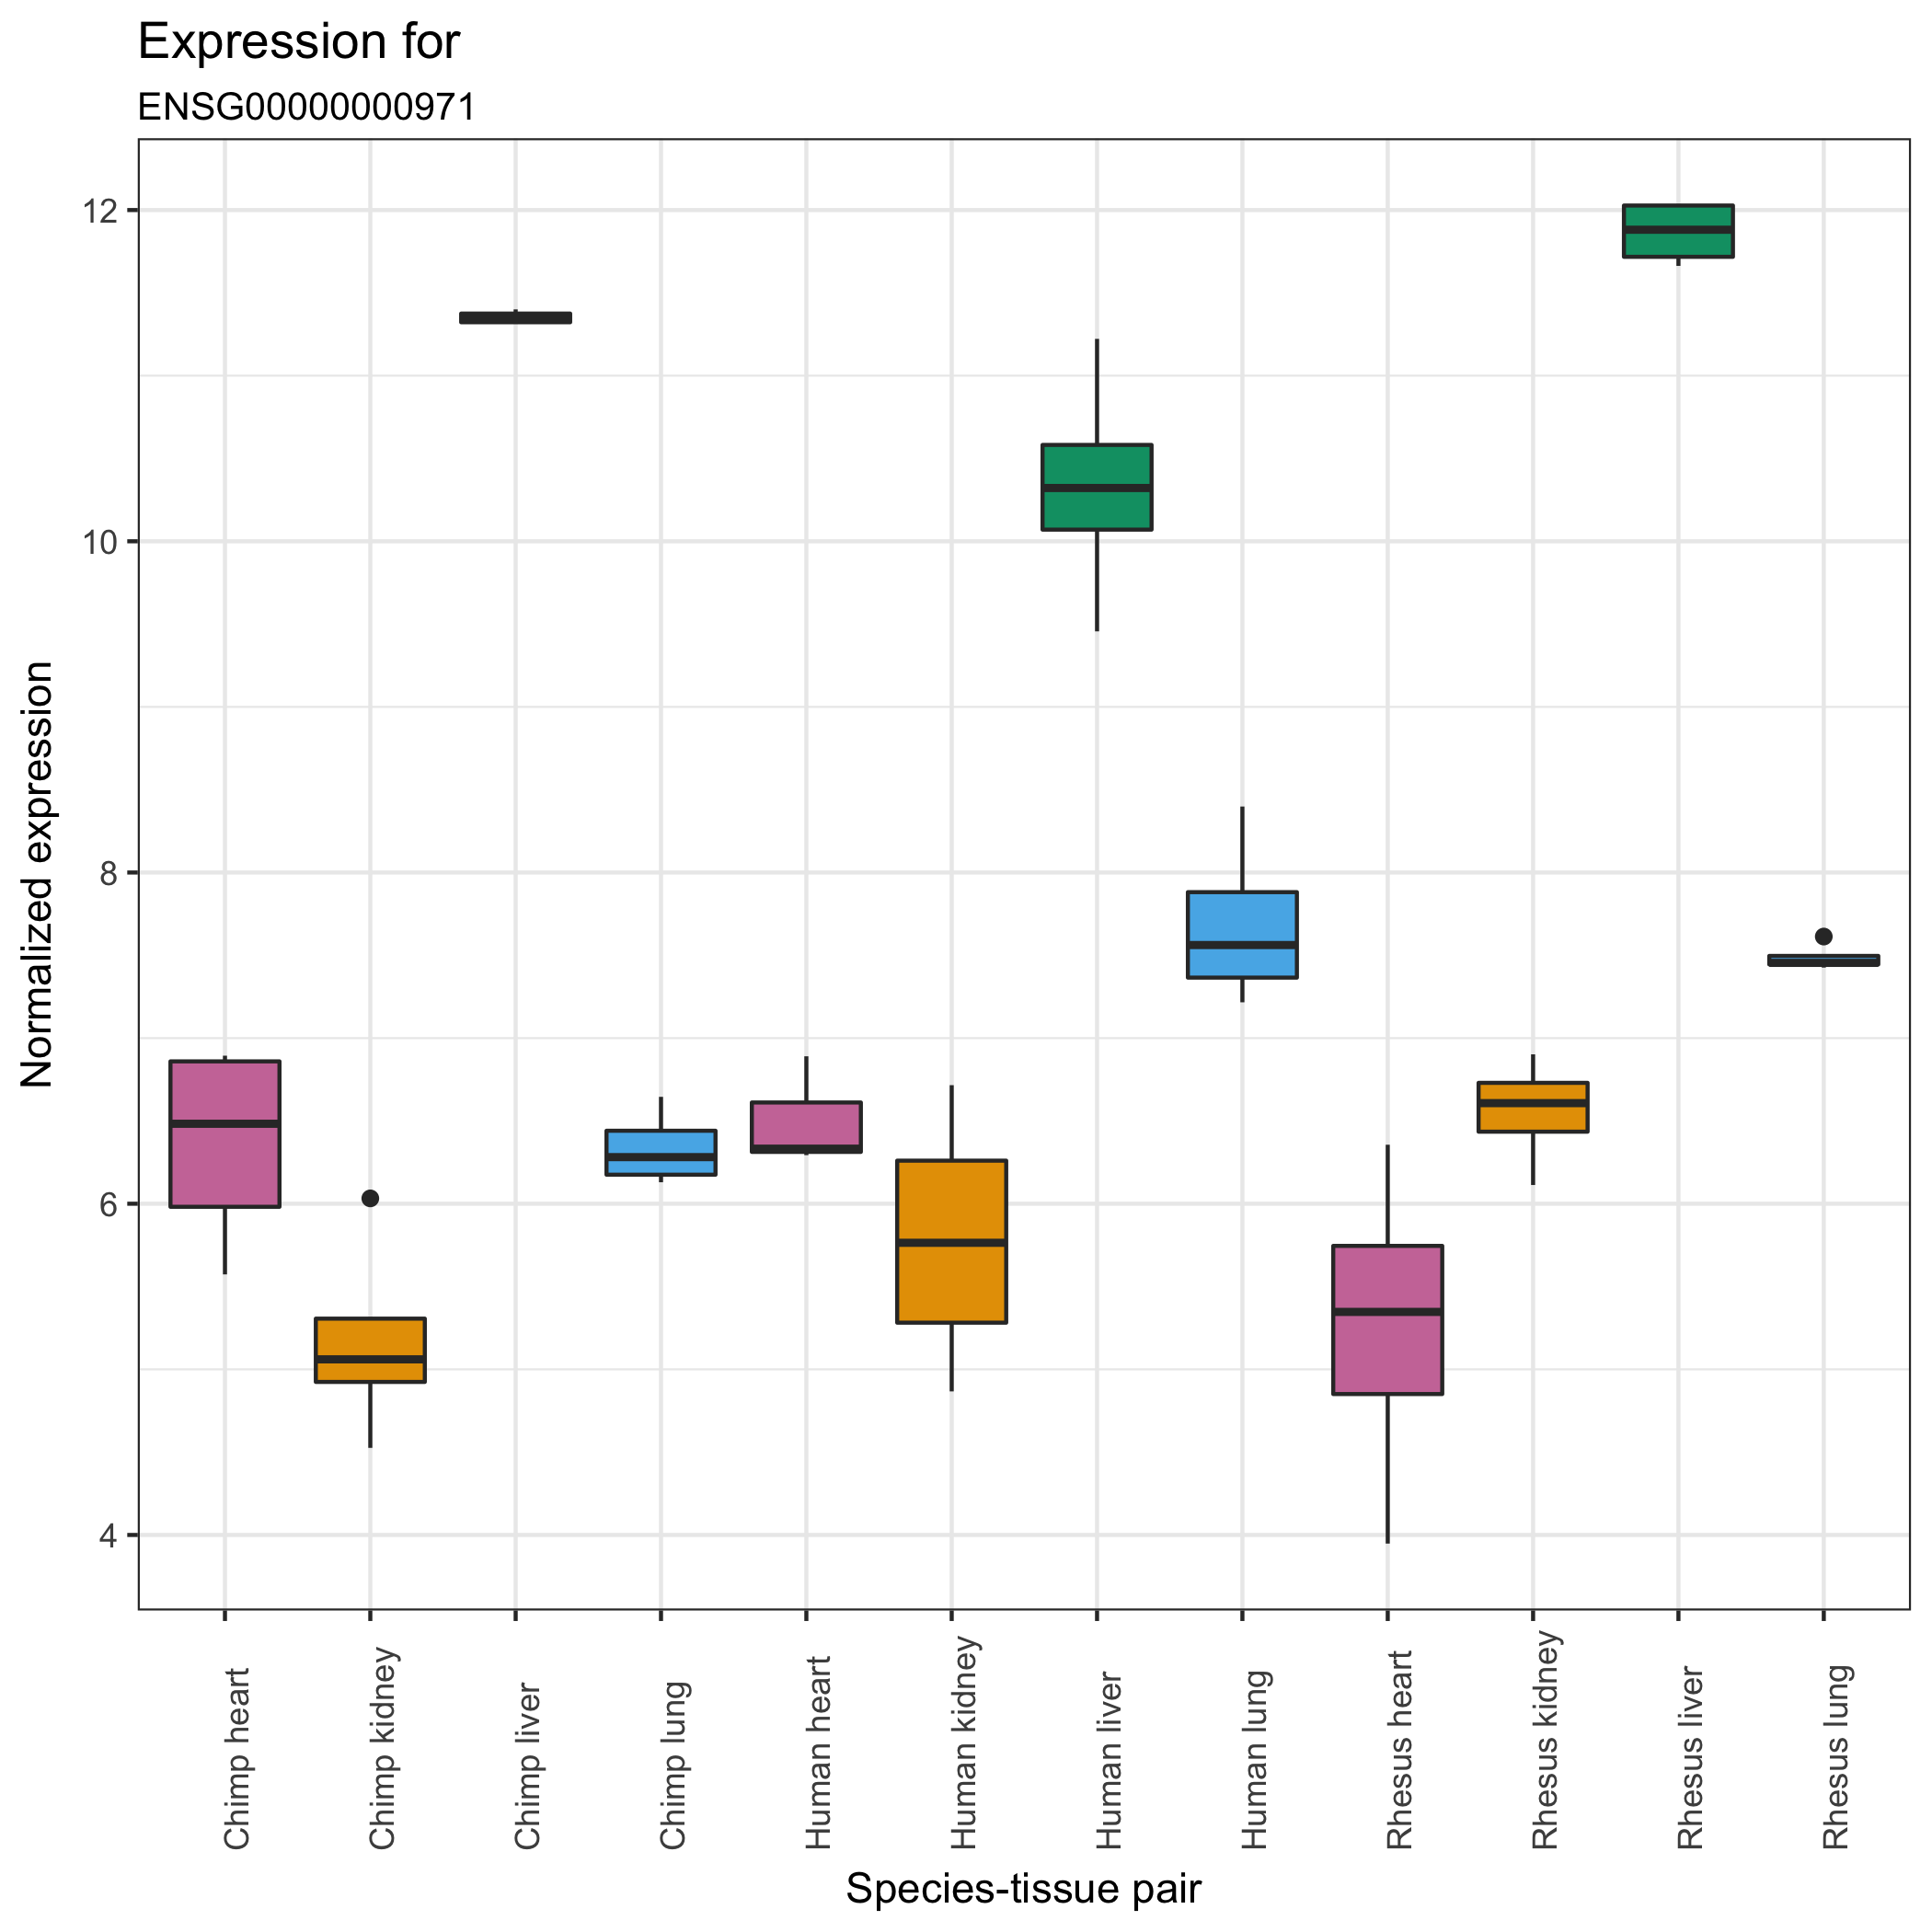 Expression for
ENSG00000000971
Normalized expression
12
10
8
6
4
Chimp heart
Chimp kidney
Chimp liver
Chimp lung
Human heart
Human kidney
Human liver
Human lung
Rhesus heart
Rhesus kidney
Rhesus liver
Rhesus lung
Species-tissue pair